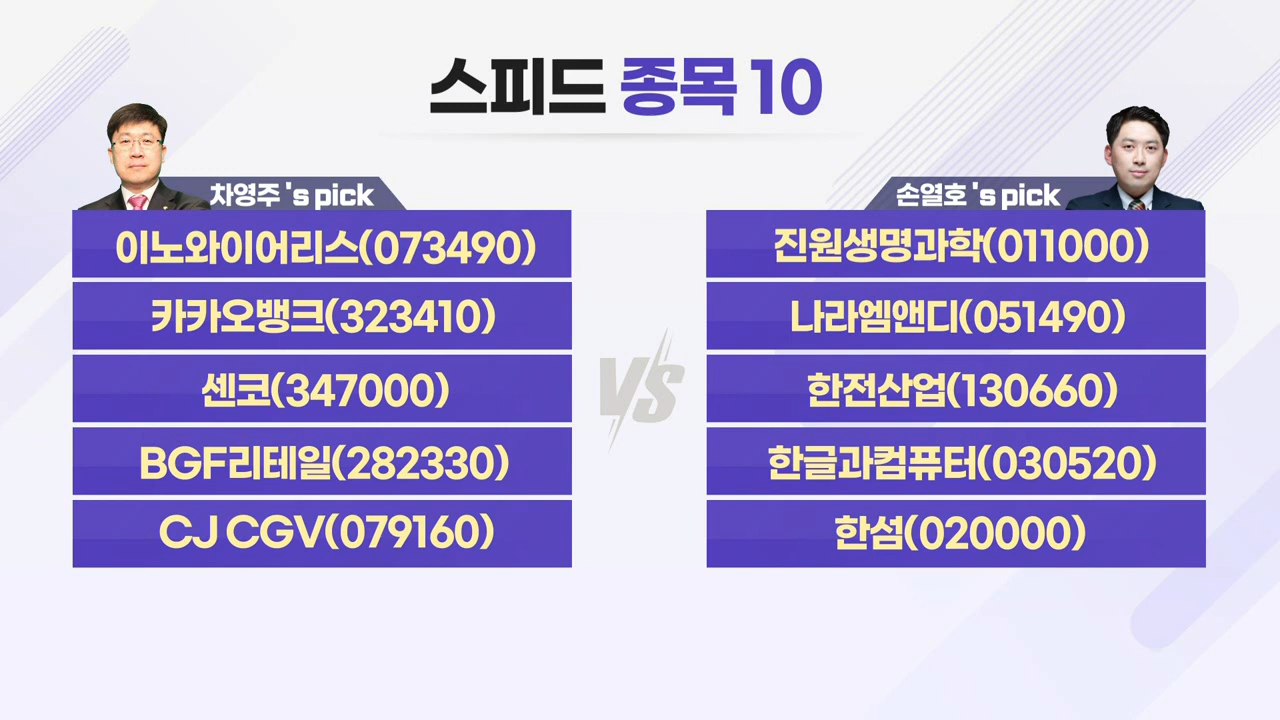 스피드 종목 10
차영주 's pick
이노와이어리스(073490)
카카오뱅크(323410)
센코(347000)
BGF리테일(282330)
CJ CGV(079160)
VS
손열호 's pick
진원생명과학(011000)
나라엠앤디(051490)
한전산업(130660)
한글과컴퓨터(030520)
한섬(020000)